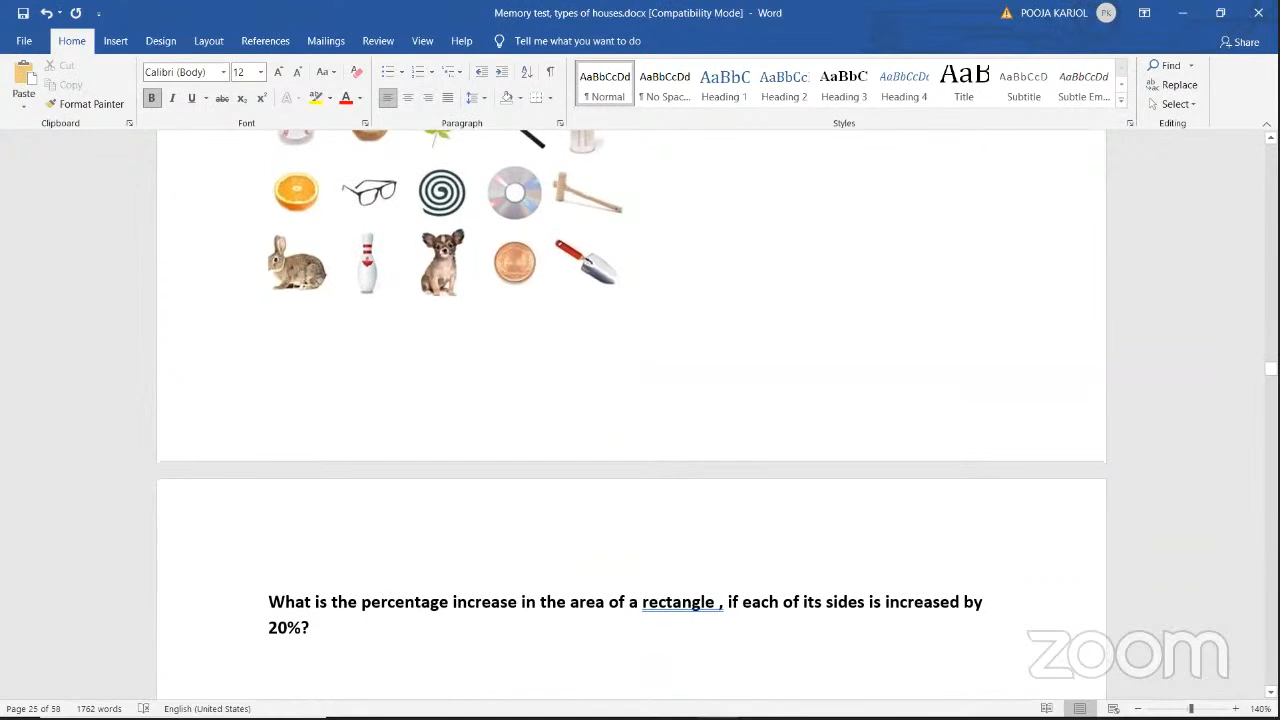 Memory test, types of houses.docx [Compatibility Mode] - Word
POOJA KARJOL
PK
File Home Insert Design Layout References Mailings Review View Help Tell me what you want to do
Share
Cut
Copy
Format Painter
Paste
Calibri (Body) 12
AaBbCcDd AaBbCcDd AaBbC AaBbCc AaBbC AaBbCcDc AaB AaBbCcD AaBbCcDd
¶ Normal ¶ No Spac... Heading 1 Heading 2 Heading 3 Heading 4 Title Subtitle Subtle Em...
Find
Replace
Select
Clipboard Font Paragraph Styles Editing
What is the percentage increase in the area of a rectangle , if each of its sides is increased by
20%?
zoom
Page 25 of 58 1762 words English (United States) 140%